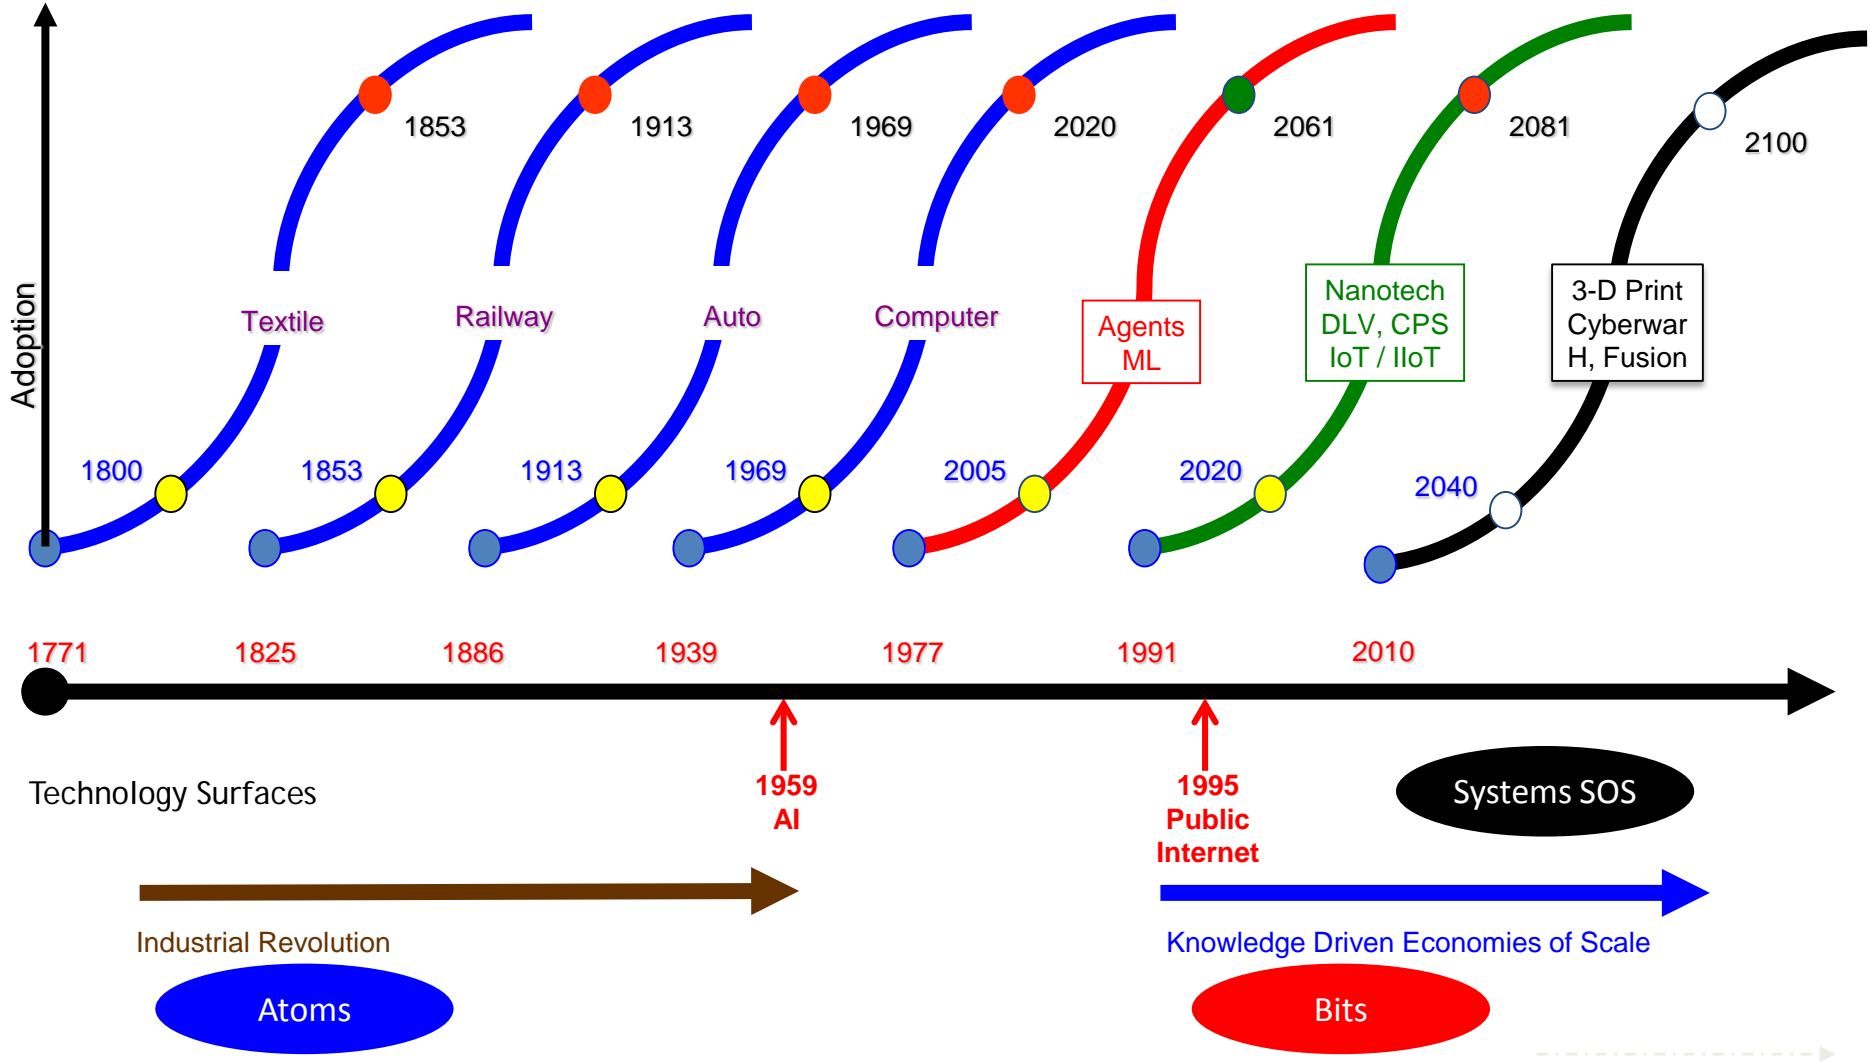 1853
1913
1969
2020
2061
2081
2100
Adoption
Textile
Railway
Auto
Computer
Agents
ML
Nanotech
DLV, CPS
IoT / IIoT
3-D Print
Cyberwar
H, Fusion
1800
1853
1913
1969
2005
2020
2040
1771
1825
1886
1939
1977
1991
2010
Technology Surfaces
1959
AI
1995
Public
Internet
Systems SOS
Industrial Revolution
Knowledge Driven Economies of Scale
Atoms
Bits